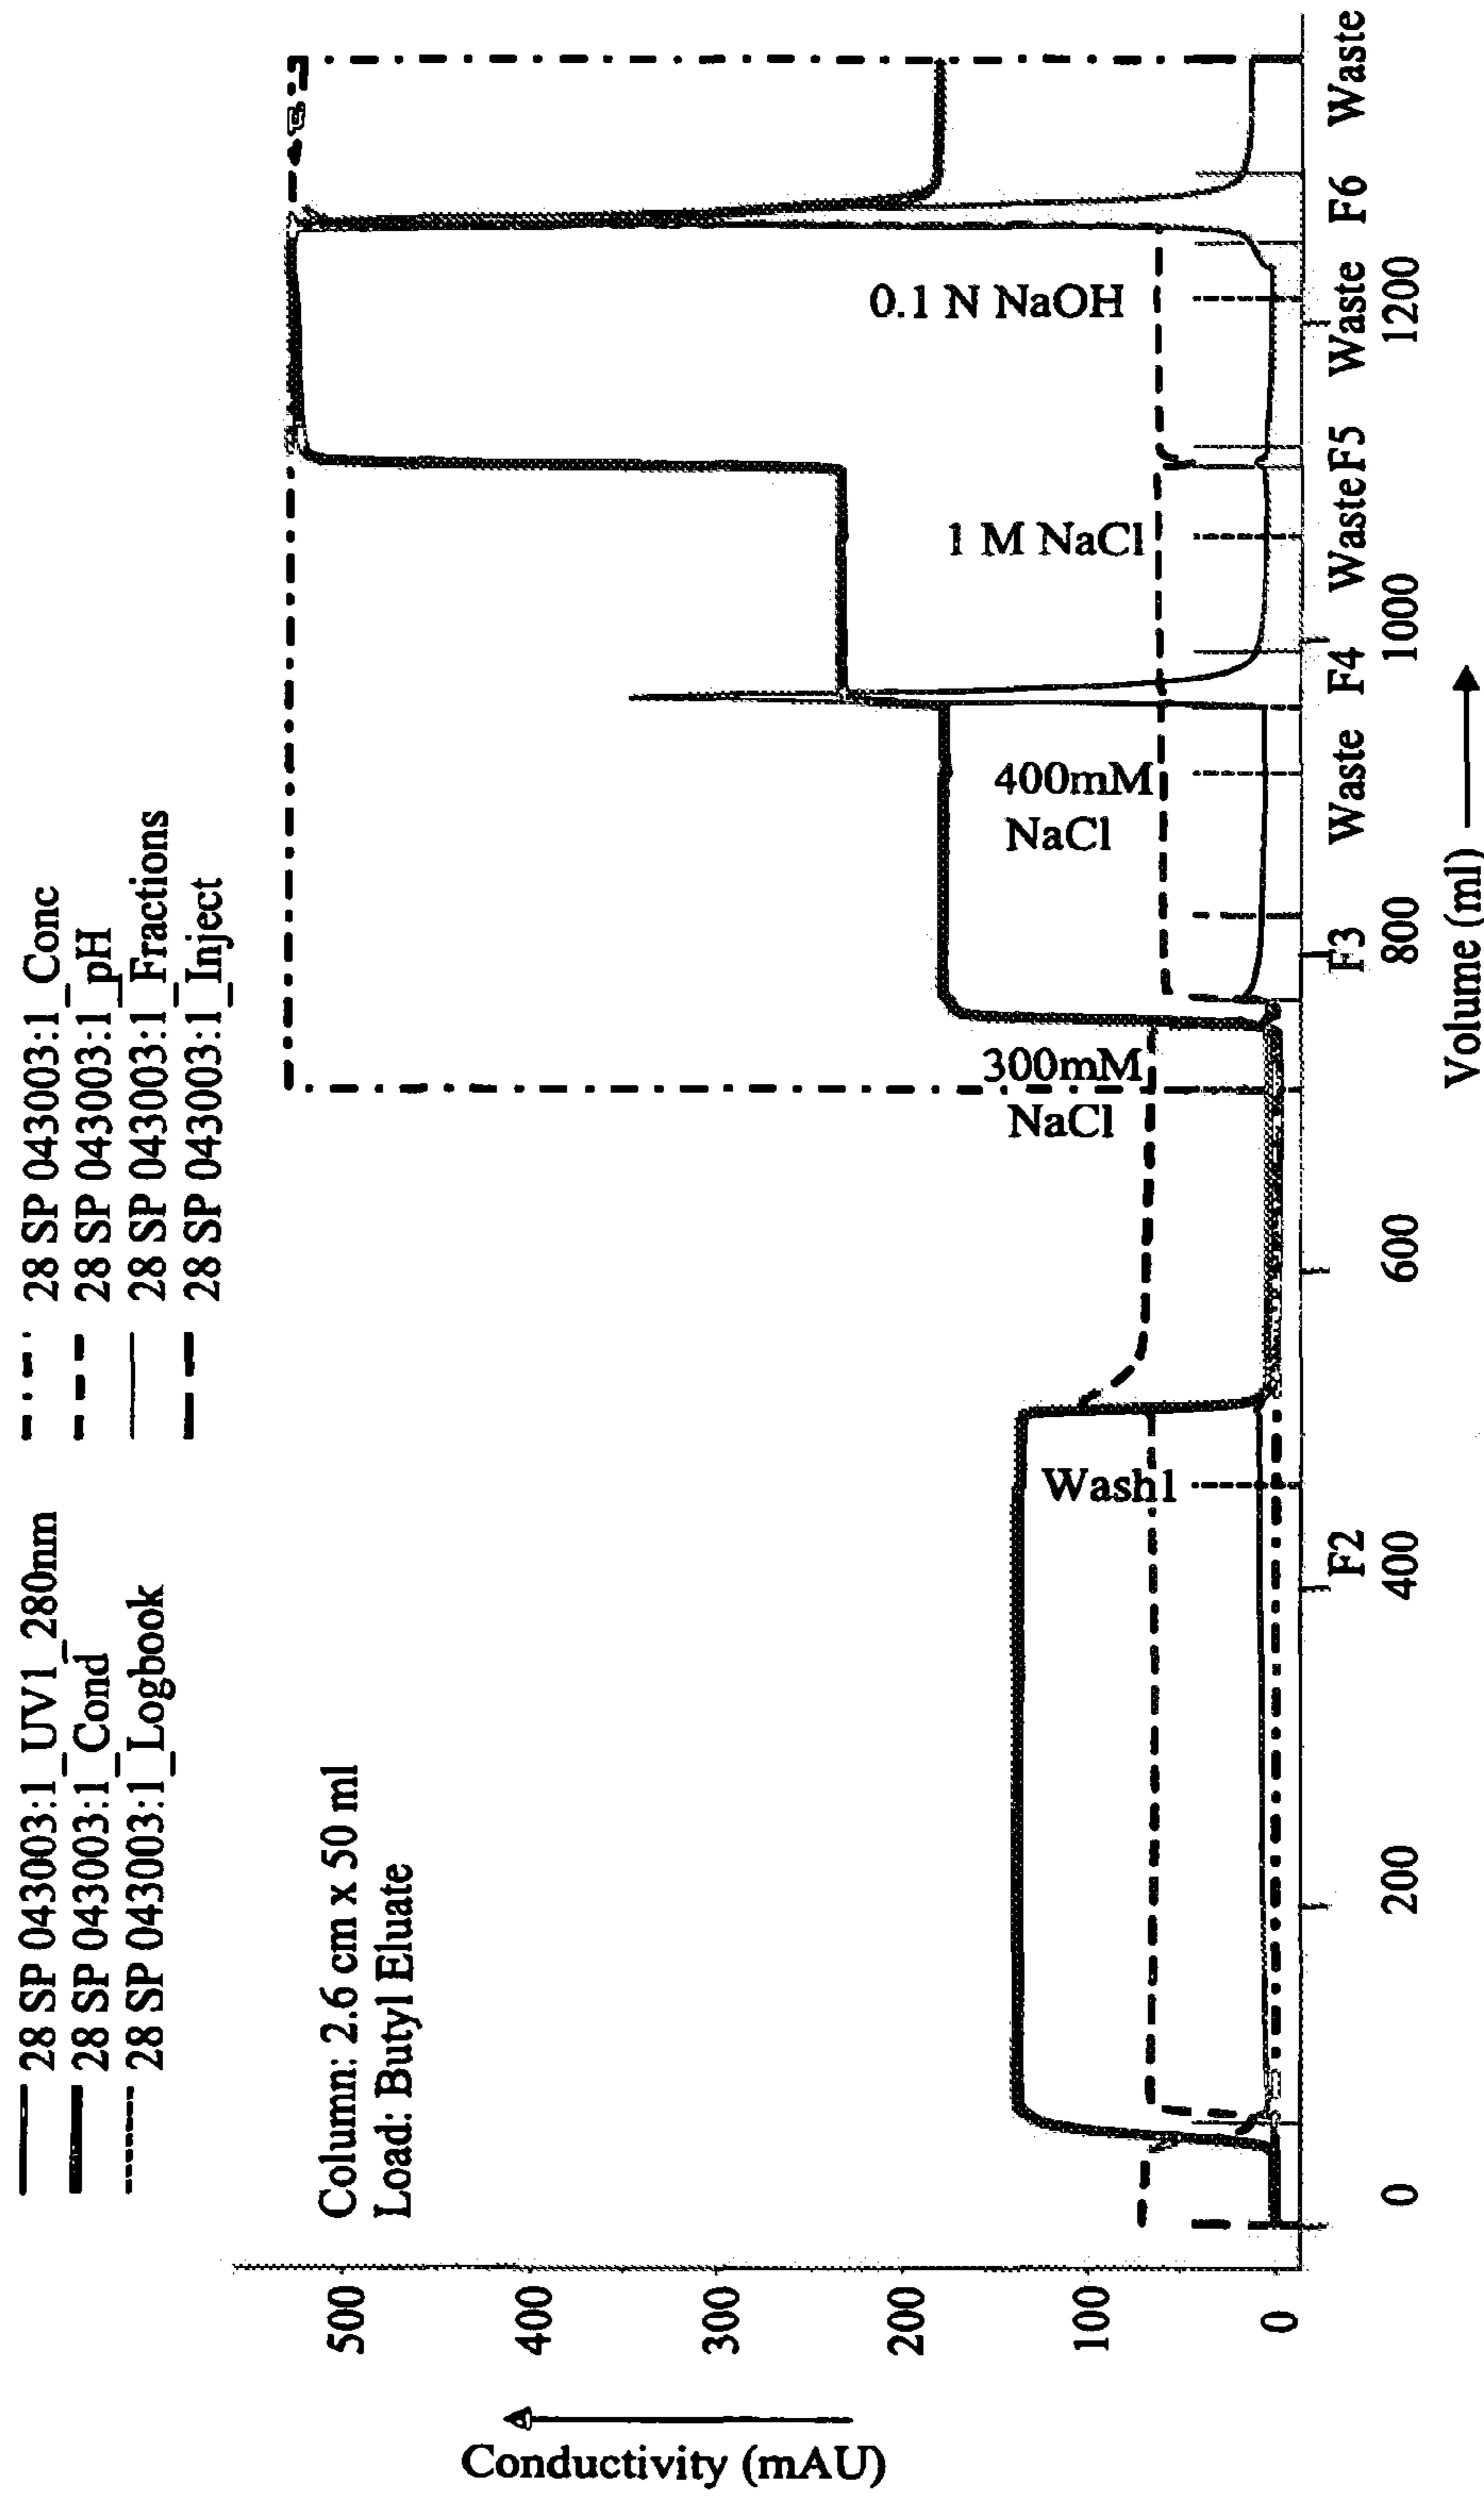 28 SP 043003:1_UV1_280nm
28 SP 043003:1_Cond
28 SP 043003:1_Logbook
28 SP 043003:1_Conc
28 SP 043003:1_pH
28 SP 043003:1_Fractions
28 SP 043003:1_Inject
Column: 2.6 cm x 50 ml
Load: Butyl Eluate
Conductivity (mAU)
500
400
300
200
100
0
Wash1
300mM
NaCl
400mM
NaCl
1 M NaCl
0.1 N NaOH
F2 F3 Waste F4 Waste F5 Waste F6 Waste
0 200 400 600 800 1000 1200
Volume (ml)